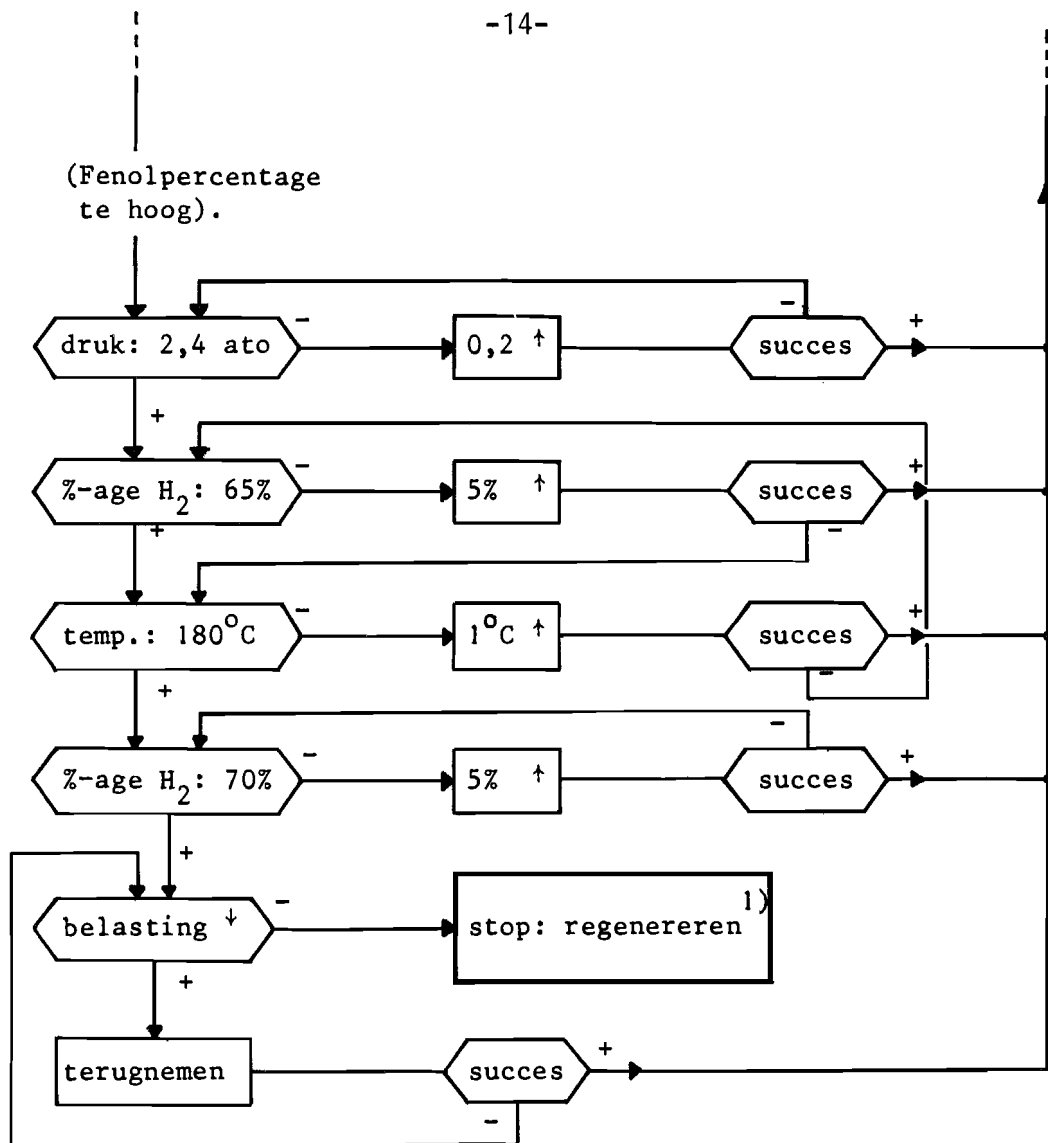 -14-
(Fenolpercentage
te hoog).
druk: 2,4 ato
-
0,2 ↑
-
succes
+
+
%-age H2: 65%
-
5% ↑
succes
+
-
+
temp.: 180°C
-
1°C ↑
succes
+
-
+
%-age H2: 70%
-
5% ↑
-
succes
+
+
belasting ↓
-
stop: regenereren 1)
+
terugnemen
succes
+
-